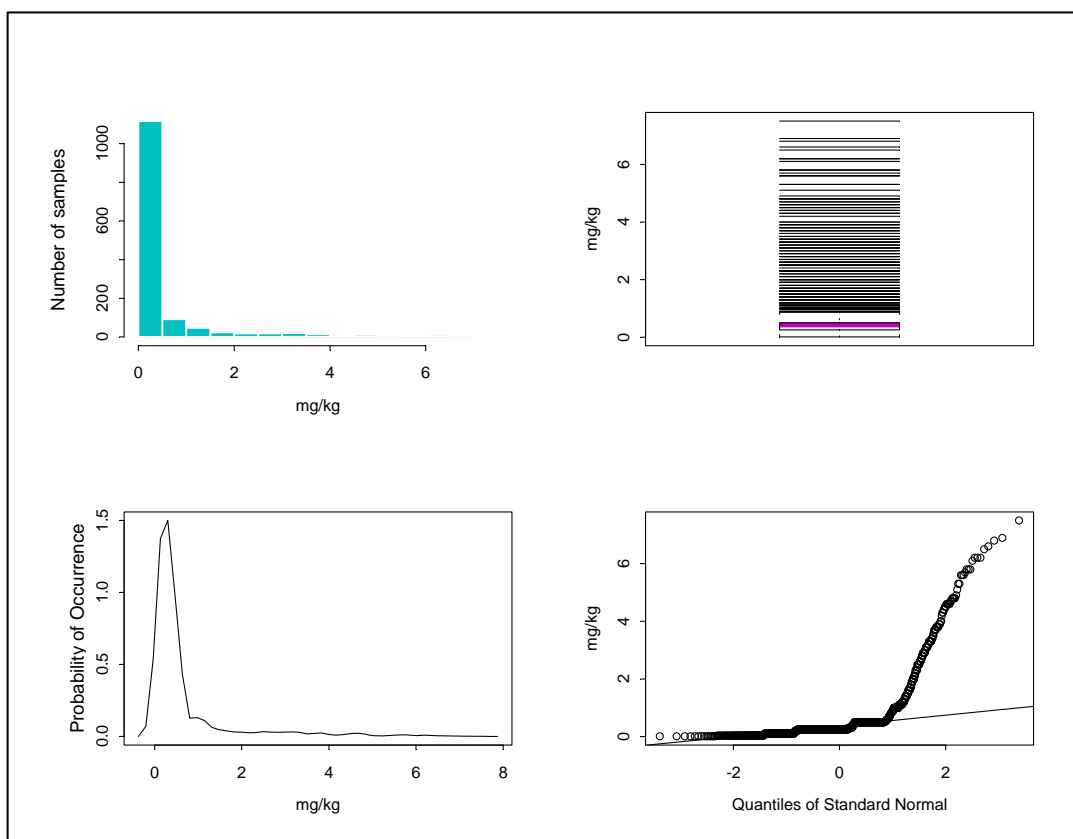 Number of samples
1000
600
200
0
0 2 4 6
mg/kg
mg/kg
6
4
2
0
Probability of Occurrence
1.5
1.0
0.5
0.0
0 2 4 6 8
mg/kg
mg/kg
6
4
2
0
-2 0 2
Quantiles of Standard Normal